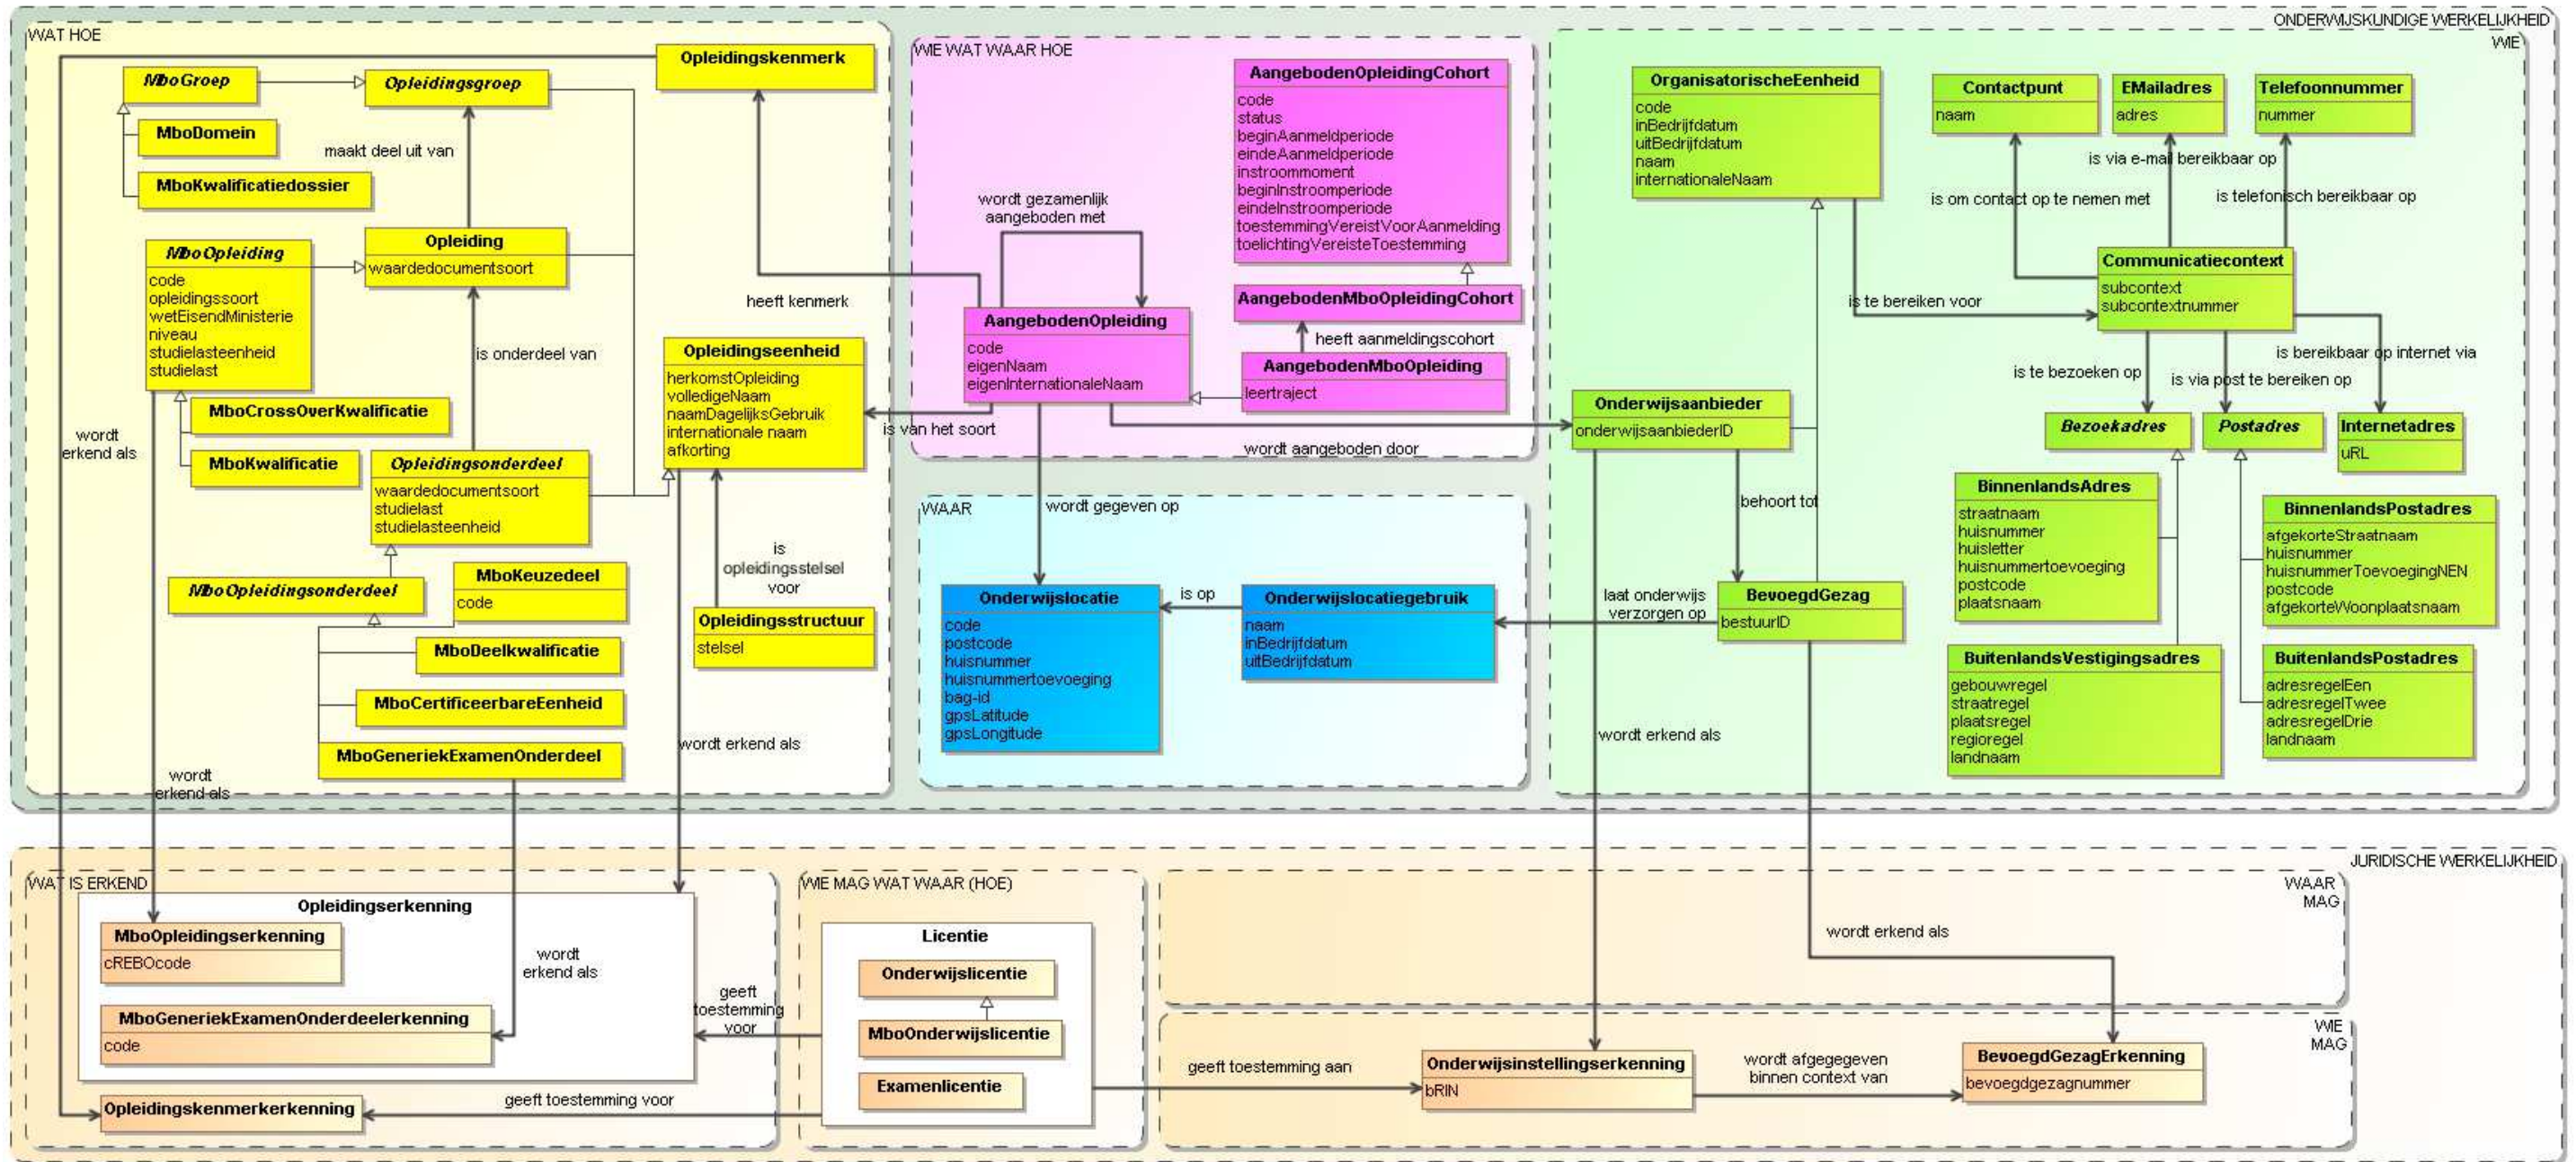 ONDERWIJSKUNDIGE WERKELIJKHEID
WAT HOE
MboGroep
Opleidingsgroep
Opleidingskenmerk
MboDomein
maakt deel uit van
MboKwalificatiedossier
MboOpleiding
code
opleidingssoort
wetEisendMinisterie
niveau
studielasteenheid
studielast
Opleiding
waardedocumentsoort
heeft kenmerk
is onderdeel van
Opleidingseenheid
herkomstOpleiding
volledigeNaam
naamDagelijksGebruik
internationale naam
afkorting
MboCrossOverKwalificatie
wordt
erkend als
MboKwalificatie
Opleidingsonderdeel
waardedocumentsoort
studielast
studielasteenheid
is
opleidingsstelsel
voor
MboOpleidingsonderdeel
MboKeuzedeel
code
Opleidingsstructuur
stelsel
MboDeelkwalificatie
MboCertificeerbareEenheid
MboGeneriekExamenOnderdeel
wordt erkend als
wordt
erkend als
WIE WAT WAAR HOE
AangebodenOpleidingCohort
code
status
beginAanmeldperiode
eindeAanmeldperiode
instroommoment
beginInstroomperiode
eindeInstroomperiode
toestemmingVereistVoorAanmelding
toelichtingVereisteToestemming
wordt gezamenlijk
aangeboden met
AangebodenMboOpleidingCohort
heeft aanmeldingscohort
AangebodenOpleiding
code
eigenNaam
eigenInternationaleNaam
AangebodenMboOpleiding
leertraject
is van het soort
wordt aangeboden door
WAAR
wordt gegeven op
Onderwijslocatie
code
postcode
huisnummer
huisnummertoevoeging
bag-id
gpsLatitude
gpsLongitude
is op
Onderwijslocatiegebruik
naam
inBedrijfdatum
uitBedrijfdatum
WIE
OrganisatorischeEenheid
code
inBedrijfdatum
uitBedrijfdatum
naam
internationaleNaam
Contactpunt
naam
EMailadres
adres
Telefoonnummer
nummer
is via e-mail bereikbaar op
is om contact op te nemen met
is telefonisch bereikbaar op
Communicatiecontext
subcontext
subcontextnummer
is te bereiken voor
is te bezoeken op
is via post te bereiken op
is bereikbaar op internet via
Onderwijsaanbieder
onderwijsaanbiederID
Bezoekadres
Postadres
Internetadres
uRL
behoort tot
BinnenlandsAdres
straatnaam
huisnummer
huisletter
huisnummertoevoeging
postcode
plaatsnaam
BinnenlandsPostadres
afgekorteStraatnaam
huisnummer
huisnummerToevoegingNEN
postcode
afgekorteWoonplaatsnaam
laat onderwijs
verzorgen op
BevoegdGezag
bestuurID
BuitenlandsVestigingsadres
gebouwregel
straatregel
plaatsregel
regioregel
landnaam
BuitenlandsPostadres
adresregelEen
adresregelTwee
adresregelDrie
landnaam
wordt erkend als
JURIDISCHE WERKELIJKHEID
WAT IS ERKEND
Opleidingserkenning
MboOpleidingserkenning
cREBOcode
wordt
erkend als
MboGeneriekExamenOnderdeelerkenning
code
Opleidingskenmerkerkenning
geeft
toestemming
voor
geeft toestemming voor
WIE MAG WAT WAAR (HOE)
Licentie
Onderwijslicentie
MboOnderwijslicentie
Examenlicentie
WAAR
MAG
wordt erkend als
WIE
MAG
geeft toestemming aan
Onderwijsinstellingserkenning
bRIN
wordt afgegegeven
binnen context van
BevoegdGezagErkenning
bevoegdgezagnummer